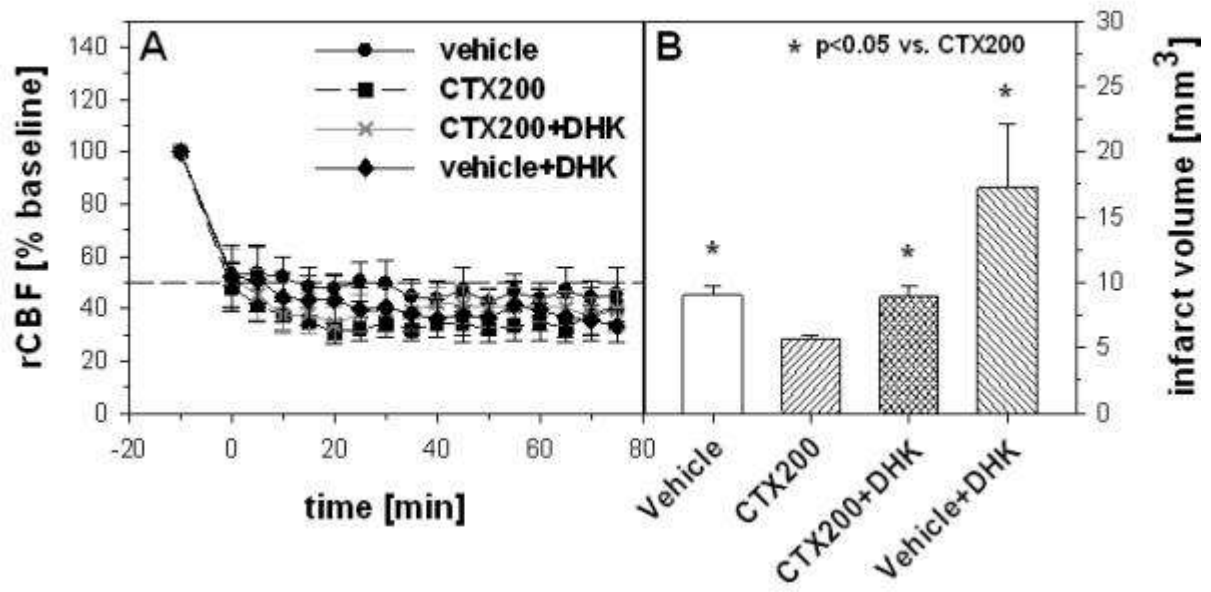 A
vehicle
CTX200
CTX200+DHK
vehicle+DHK
rCBF [% baseline]
140
120
100
80
60
40
20
0
-20 0 20 40 60 80
time [min]
B
* p<0.05 vs. CTX200
*
*
*
30
25
20
15
10
5
0
infarct volume [mm³]
Vehicle
CTX200
CTX200+DHK
Vehicle+DHK